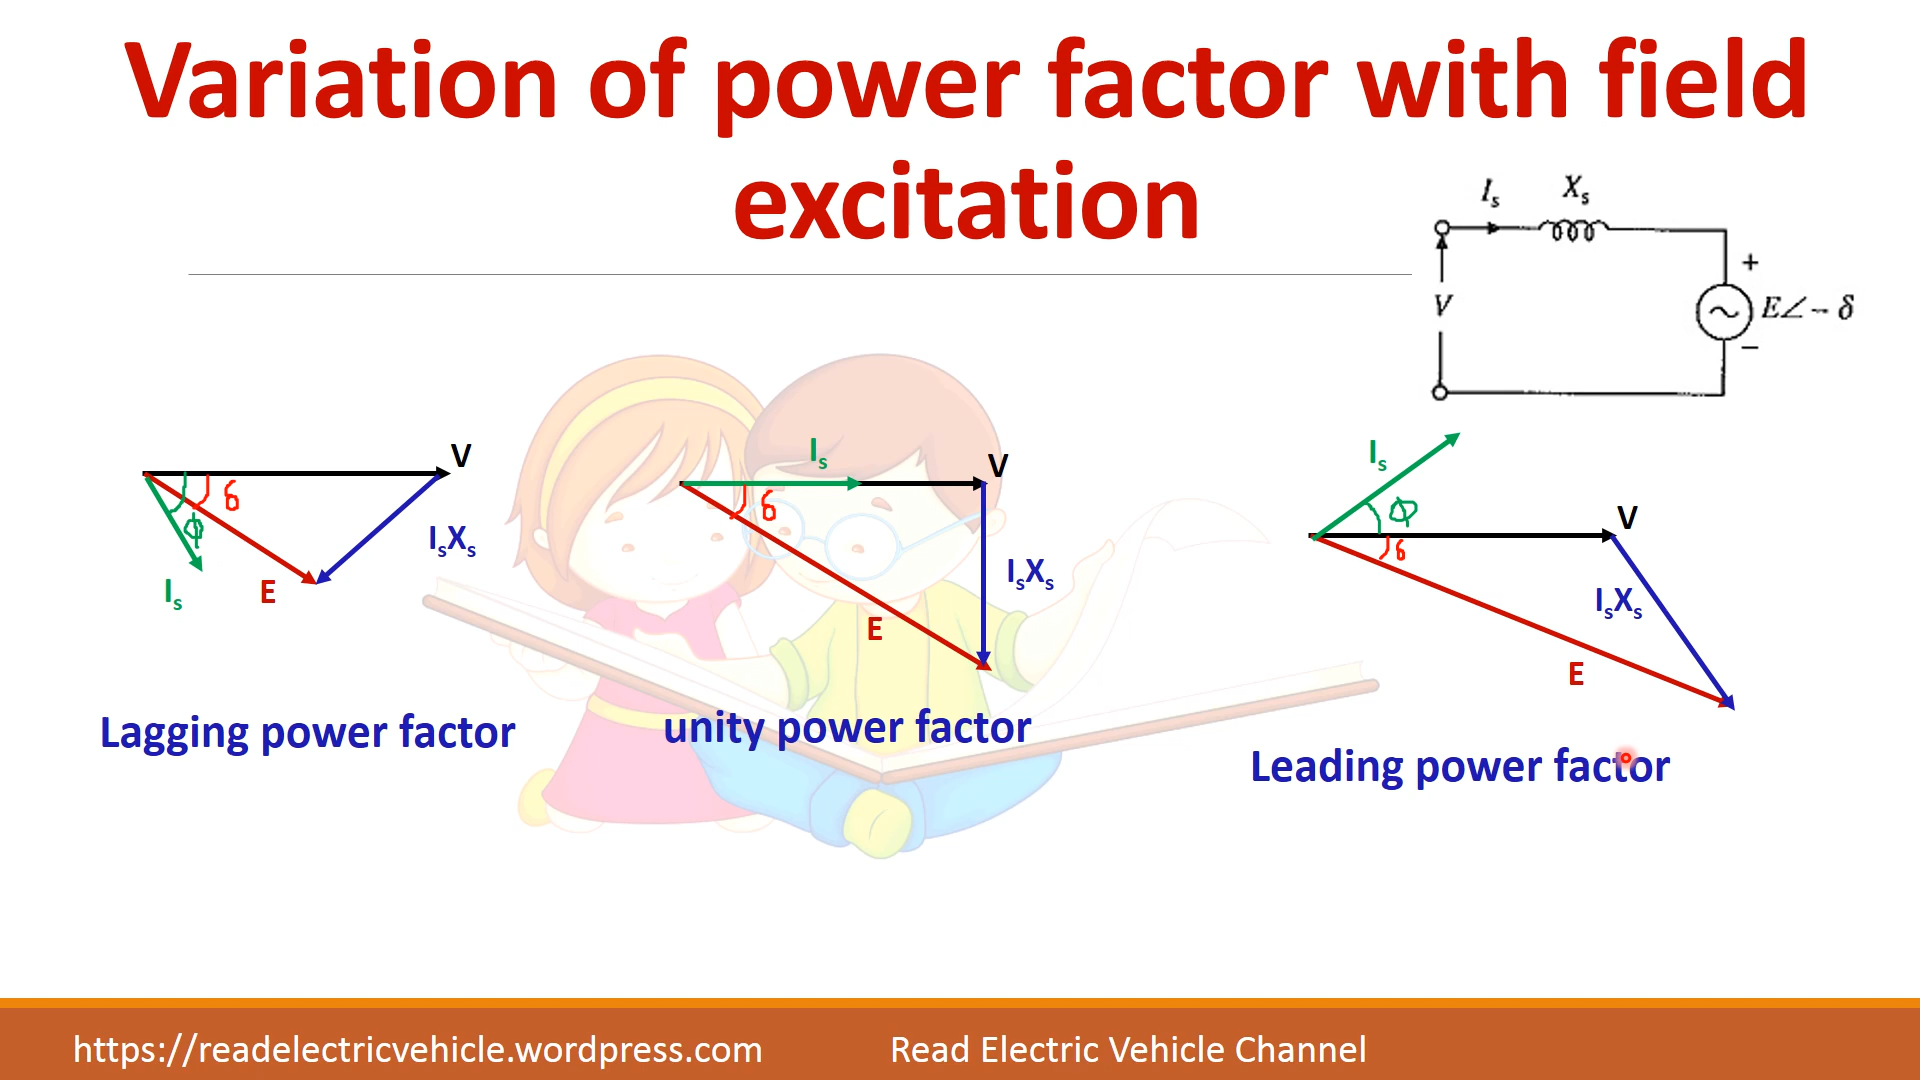 Variation of power factor with field
excitation
Is Xs
V
+
E∠ - δ
−
V
δ
Φ
IsXs
Is
E
Lagging power factor
Is
V
δ
IsXs
E
unity power factor
Is
Φ
V
δ
IsXs
E
Leading power factor
https://readelectricvehicle.wordpress.com Read Electric Vehicle Channel